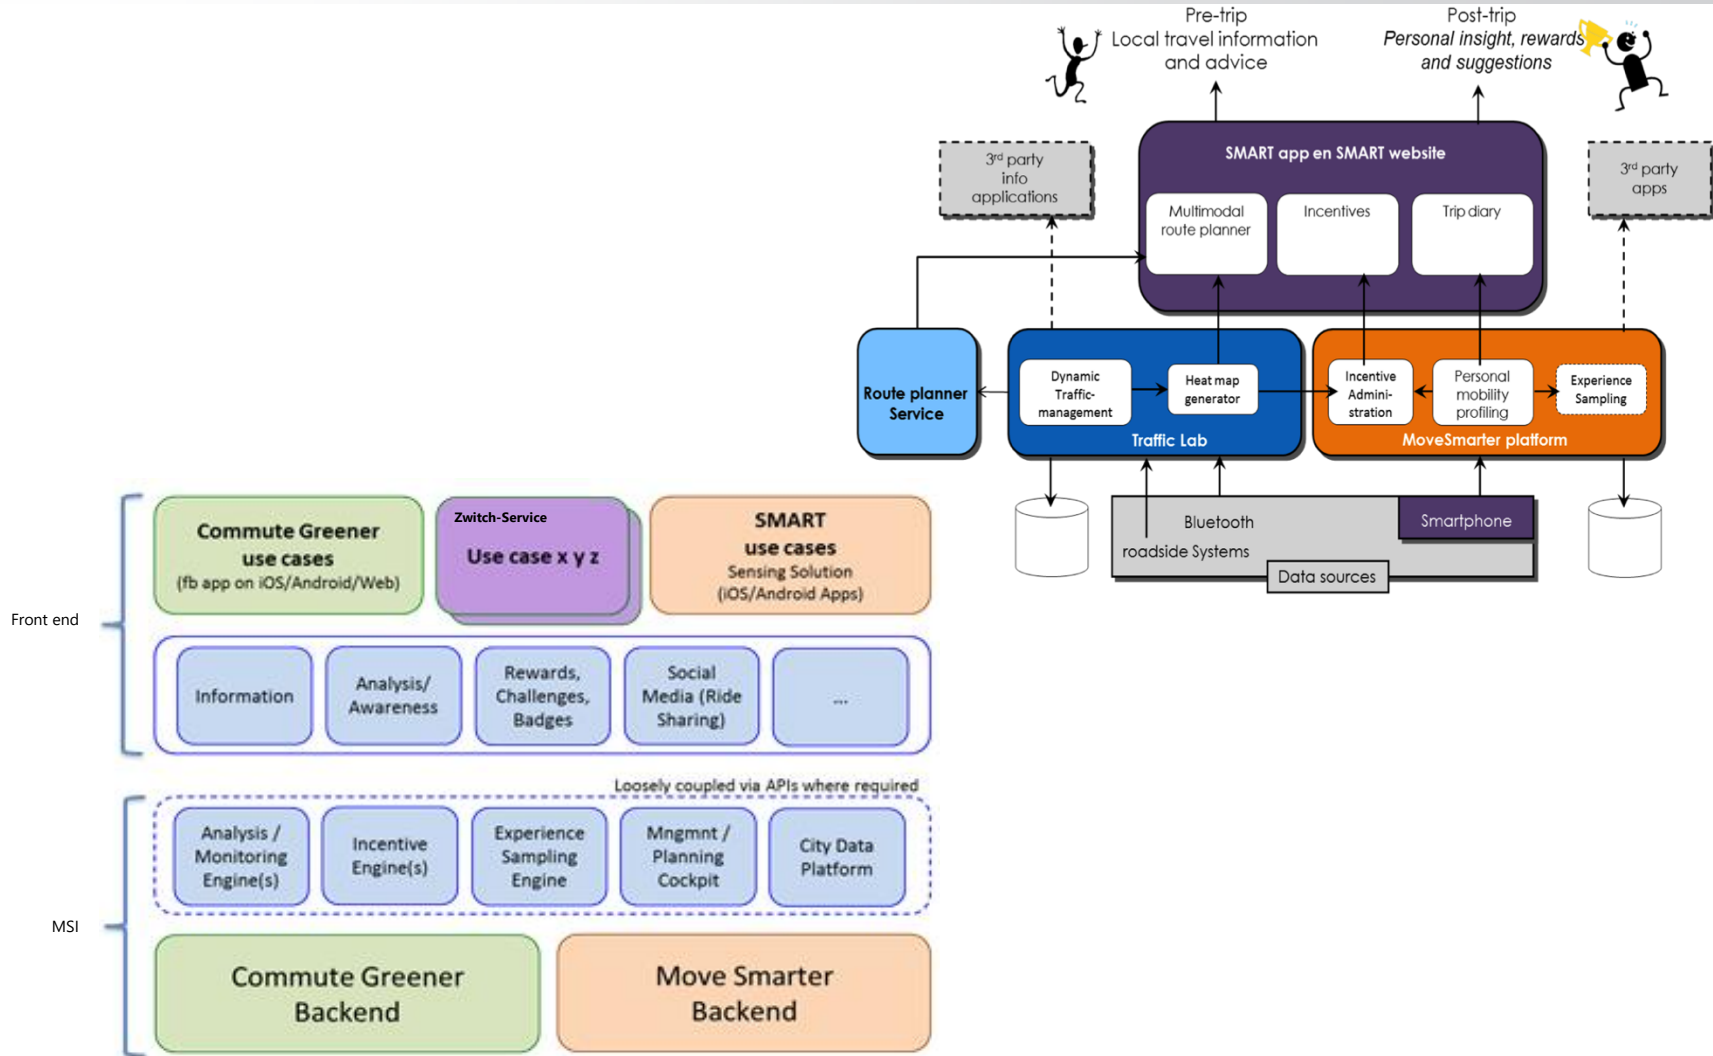 Pre-trip
Local travel information
and advice
Post-trip
Personal insight, rewards
and suggestions
3rd party
info
applications
SMART app en SMART website
Multimodal
route planner
Incentives
Trip diary
3rd party
apps
Route planner
Service
Dynamic
Traffic-
management
Heat map
generator
Traffic Lab
Incentive
Admini-
stration
Personal
mobility
profiling
Experience
Sampling
MoveSmarter platform
Bluetooth
roadside Systems
Smartphone
Data sources
Front end
Commute Greener
use cases
(fb app on iOS/Android/Web)
Zwitch-Service
Use case x y z
SMART
use cases
Sensing Solution
(iOS/Android Apps)
Information
Analysis/
Awareness
Rewards,
Challenges,
Badges
Social
Media (Ride
Sharing)
...
Loosely coupled via APIs where required
MSI
Analysis /
Monitoring
Engine(s)
Incentive
Engine(s)
Experience
Sampling
Engine
Mngmnt /
Planning
Cockpit
City Data
Platform
Commute Greener
Backend
Move Smarter
Backend